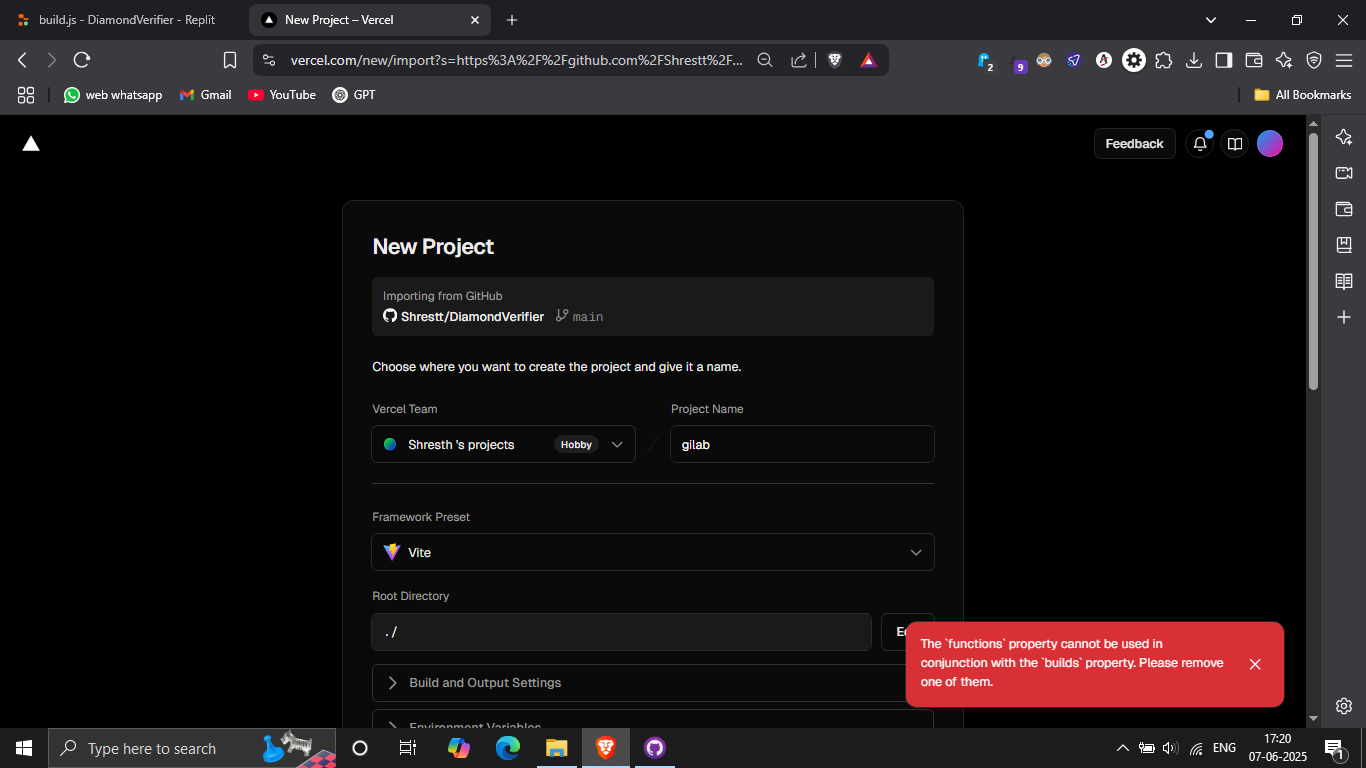 build.js - DiamondVerifier - Replit
New Project – Vercel
vercel.com/new/import?s=https%3A%2F%2Fgithub.com%2FShrestt%2F...
2
9
web whatsapp
Gmail
YouTube
GPT
All Bookmarks
Feedback
New Project
Importing from GitHub
Shrestt/DiamondVerifier main
Choose where you want to create the project and give it a name.
Vercel Team
Project Name
Shresth 's projects Hobby
gilab
Framework Preset
Vite
Root Directory
./
The `functions` property cannot be used in
conjunction with the `builds` property. Please remove
one of them.
Build and Output Settings
Environment Variables
Type here to search
ENG
17:20
07-06-2025
1